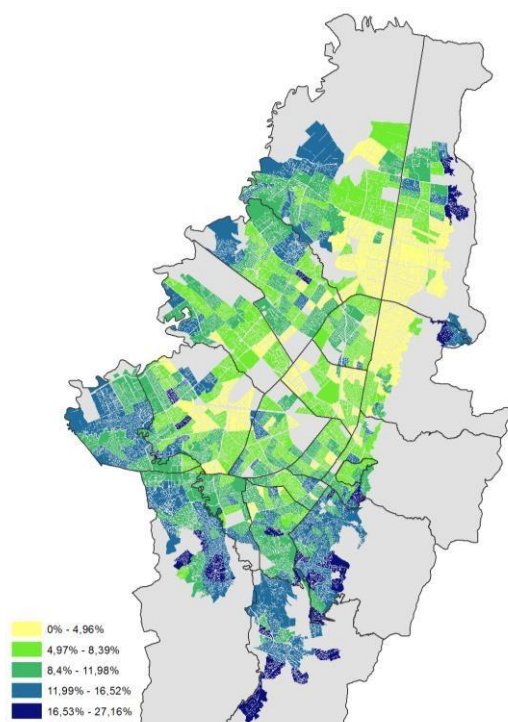 0% - 4,96%
4,97% - 8,39%
8,4% - 11,98%
11,99% - 16,52%
16,53% - 27,16%